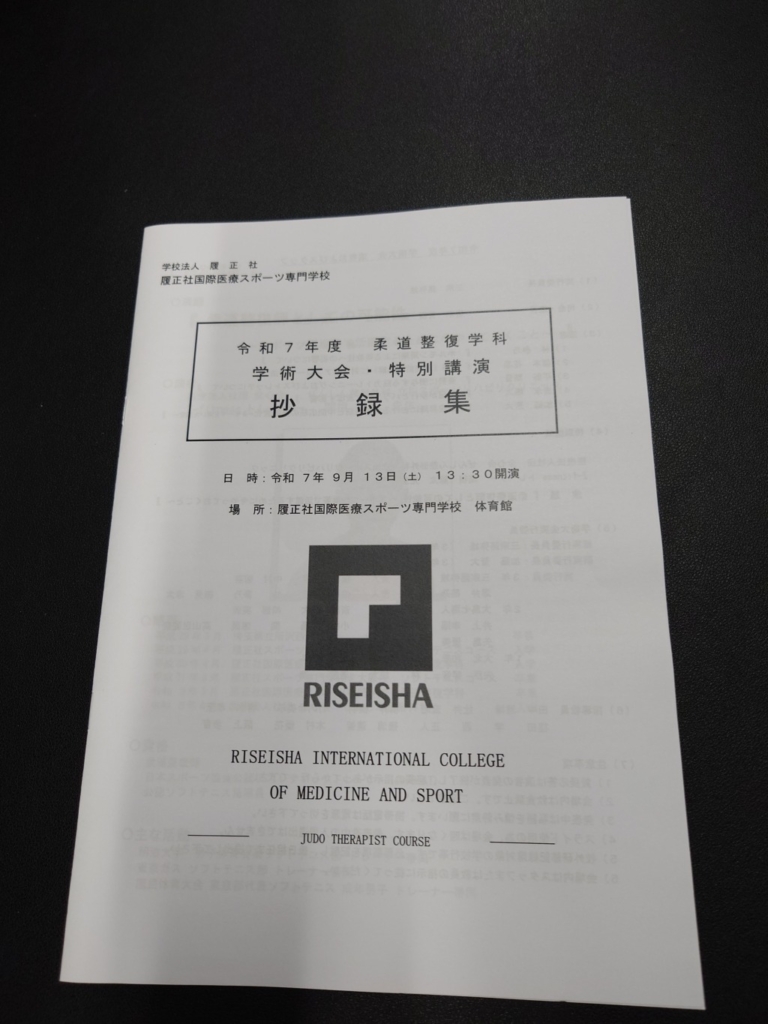 学校法人　履　正　社
履正社国際医療スポーツ専門学校
令和７年度　柔道整復学科
学術大会・特別講演
抄　録　集
日　時：令和 ７年 ９月 １３日（土） １３：３０開演
場　所：履正社国際医療スポーツ専門学校　体育館
RISEISHA
RISEISHA INTERNATIONAL COLLEGE
OF MEDICINE AND SPORT
JUDO THERAPIST COURSE